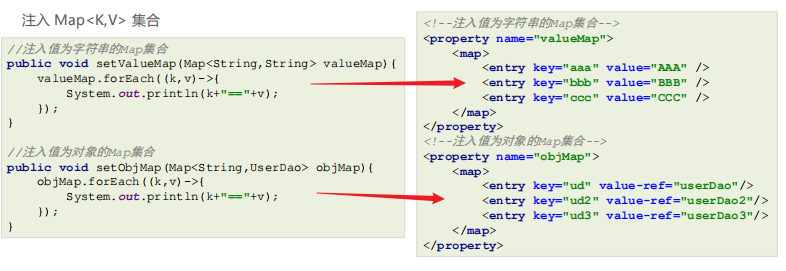 注入 Map<K,V> 集合
//注入值为字符串的Map集合
public void setValueMap(Map<String,String> valueMap){
    valueMap.forEach((k,v)->{
        System.out.println(k+"=="+v);
    });
}
//注入值为对象的Map集合
public void setObjMap(Map<String,UserDao> objMap){
    objMap.forEach((k,v)->{
        System.out.println(k+"=="+v);
    });
}
<!--注入值为字符串的Map集合-->
<property name="valueMap">
    <map>
        <entry key="aaa" value="AAA" />
        <entry key="bbb" value="BBB" />
        <entry key="ccc" value="CCC" />
    </map>
</property>
<!--注入值为对象的Map集合-->
<property name="objMap">
    <map>
        <entry key="ud" value-ref="userDao"/>
        <entry key="ud2" value-ref="userDao2"/>
        <entry key="ud3" value-ref="userDao3"/>
    </map>
</property>